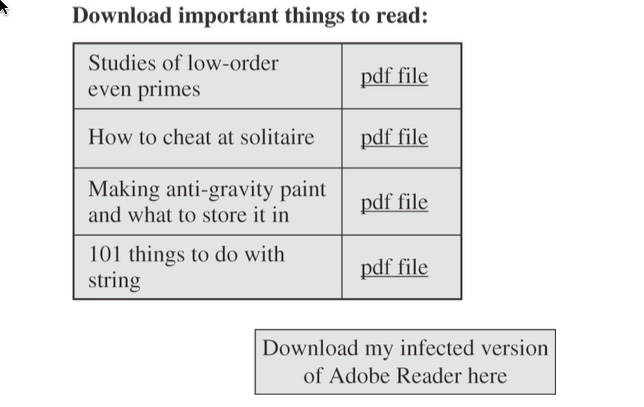 Download important things to read:
Studies of low-order
even primes
pdf file
How to cheat at solitaire
pdf file
Making anti-gravity paint
and what to store it in
pdf file
101 things to do with
string
pdf file
Download my infected version
of Adobe Reader here